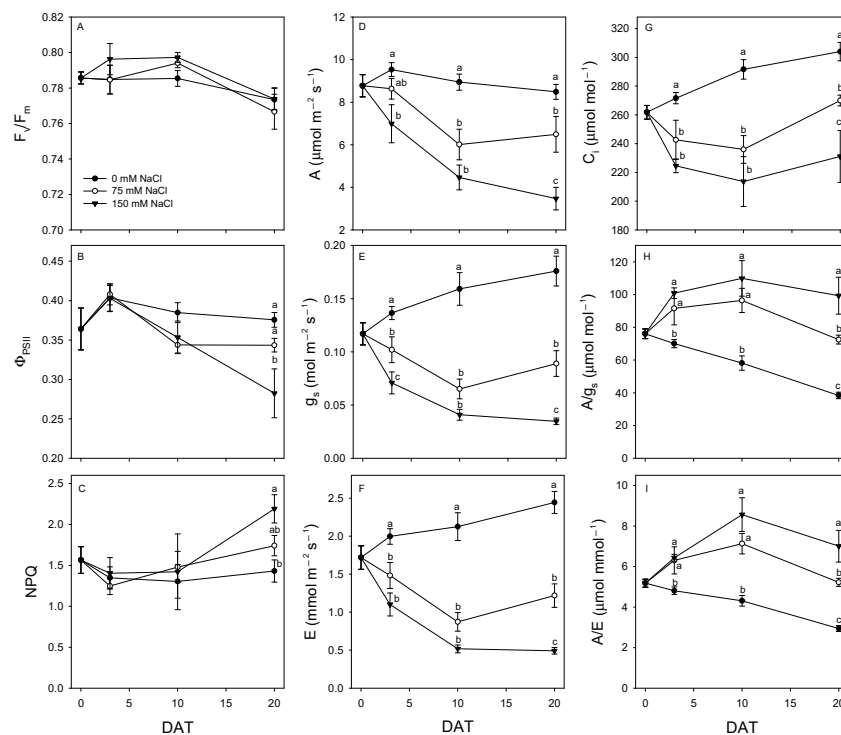 A
0.82
0.80
0.78
0.76
0.74
0.72
0.70
Fv/Fm
0 mM NaCl
75 mM NaCl
150 mM NaCl
0 10 20
D
10
8
6
4
2
A (μmol m−2 s−1)
a
a
a
ab
b
b
b
b
c
0 10 20
G
360
340
320
300
280
260
240
220
200
180
Ci (μmol mol−1)
a
a
a
b
b
b
b
b
c
B
0.45
0.40
0.35
0.30
0.25
0.20
ΦPSII
a
a
b
E
0.20
0.15
0.10
0.05
0.00
gs (mol m−2 s−1)
a
a
a
b
b
b
c
b
c
H
120
100
80
60
40
20
0
A/gs (μmol mol−1)
a
a
a
a
a
b
b
b
c
C
2.5
2.0
1.5
1.0
0.5
0.0
NPQ
a
ab
b
0 10 20
DAT
F
2.5
2.0
1.5
1.0
0.5
0.0
E (mmol m−2 s−1)
a
a
a
b
b
b
b
b
c
0 10 20
DAT
I
10
8
6
4
2
0
A/E (μmol mmol−1)
a
a
a
a
a
b
b
b
c
0 10 20
DAT